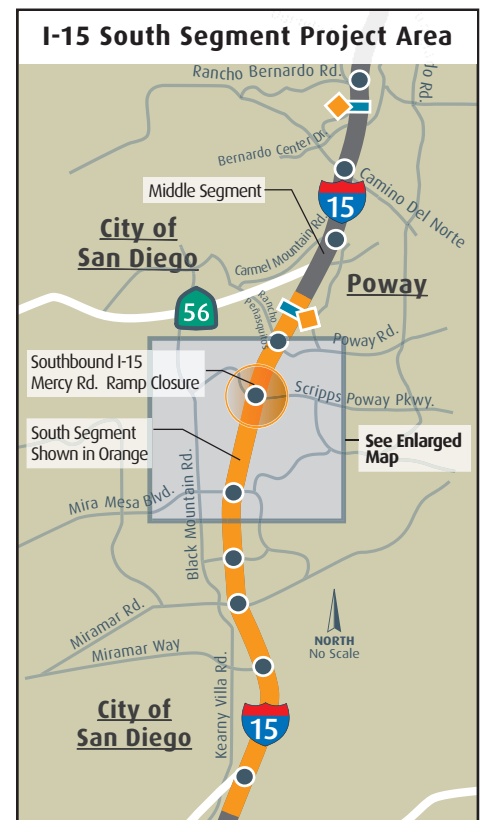 I-15 South Segment Project Area
Rancho Bernardo Rd.
do Rd.
Bernardo Center Dr.
Middle Segment
15
Camino Del Norte
City of
San Diego
Carmel Mountain Rd.
Poway
56
Rancho
Peñasquitos
Poway Rd.
Southbound I-15
Mercy Rd. Ramp Closure
Scripps Poway Pkwy.
South Segment
Shown in Orange
See Enlarged
Map
Mira Mesa Blvd.
Black Mountain Rd.
Miramar Rd.
NORTH
No Scale
Miramar Way
Kearny Villa Rd.
City of
San Diego
15